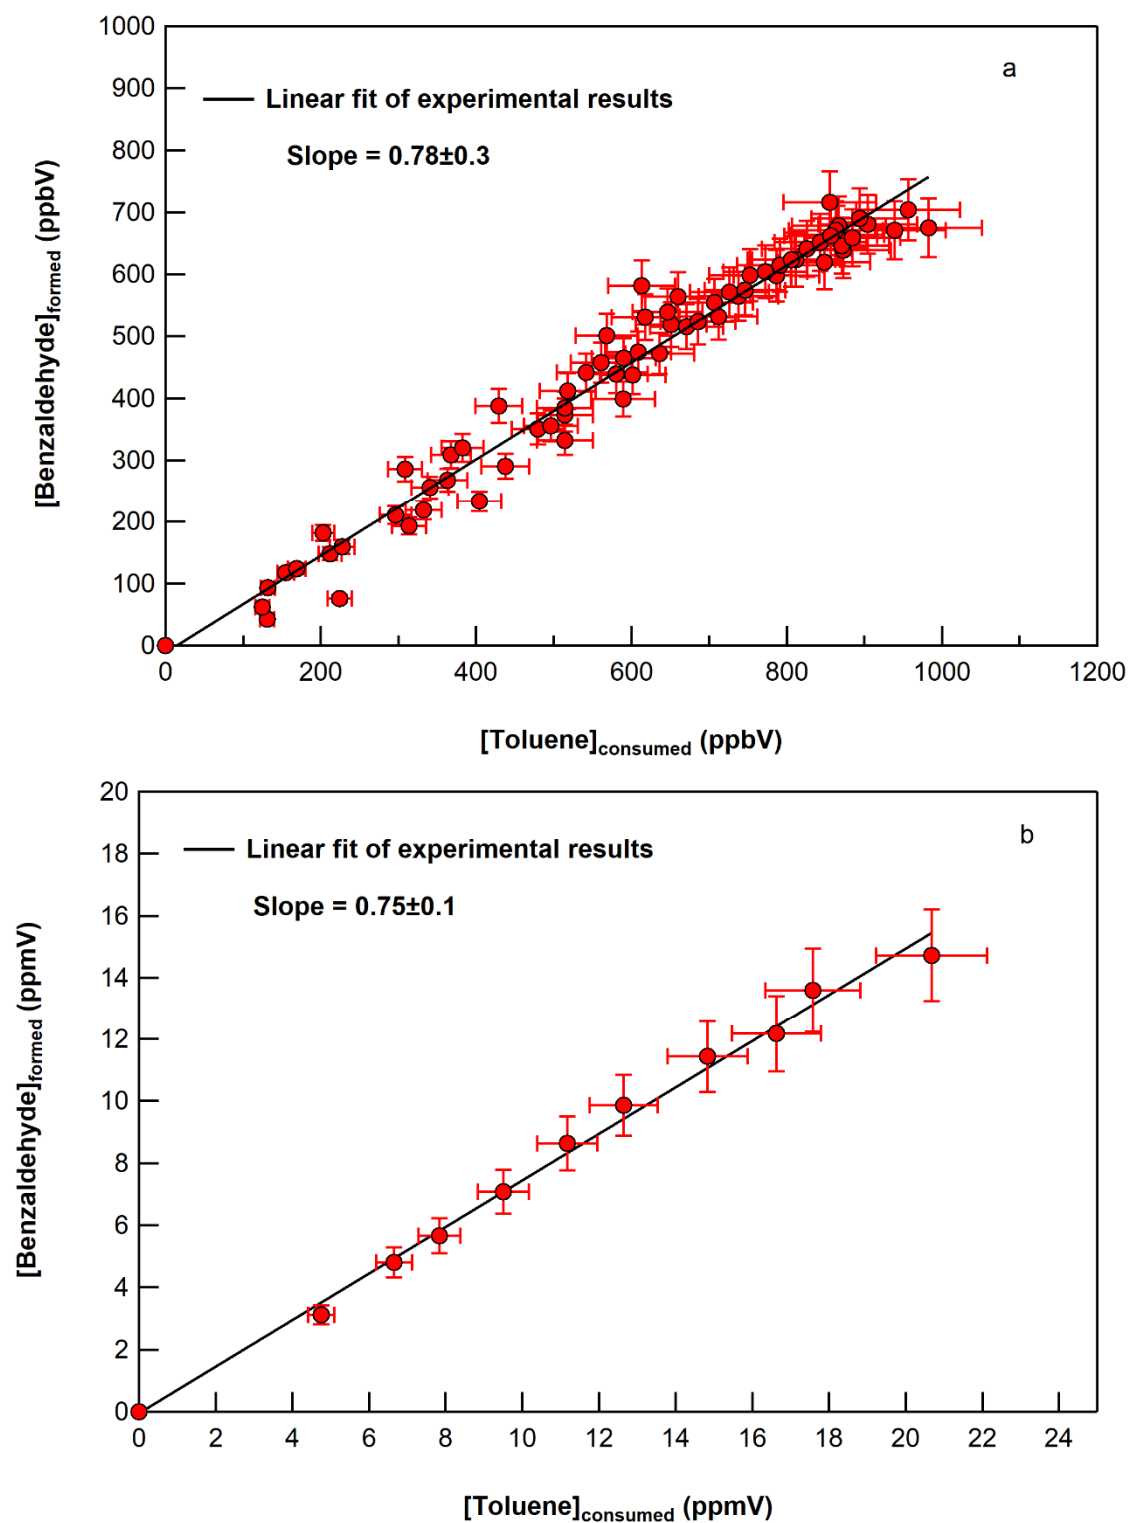 1000
900
800
700
600
500
400
300
200
100
0
[Benzaldehyde]formed (ppbV)
a
Linear fit of experimental results
Slope = 0.78±0.3
0 200 400 600 800 1000 1200
[Toluene]consumed (ppbV)
20
18
16
14
12
10
8
6
4
2
0
[Benzaldehyde]formed (ppmV)
b
Linear fit of experimental results
Slope = 0.75±0.1
0 2 4 6 8 10 12 14 16 18 20 22 24
[Toluene]consumed (ppmV)